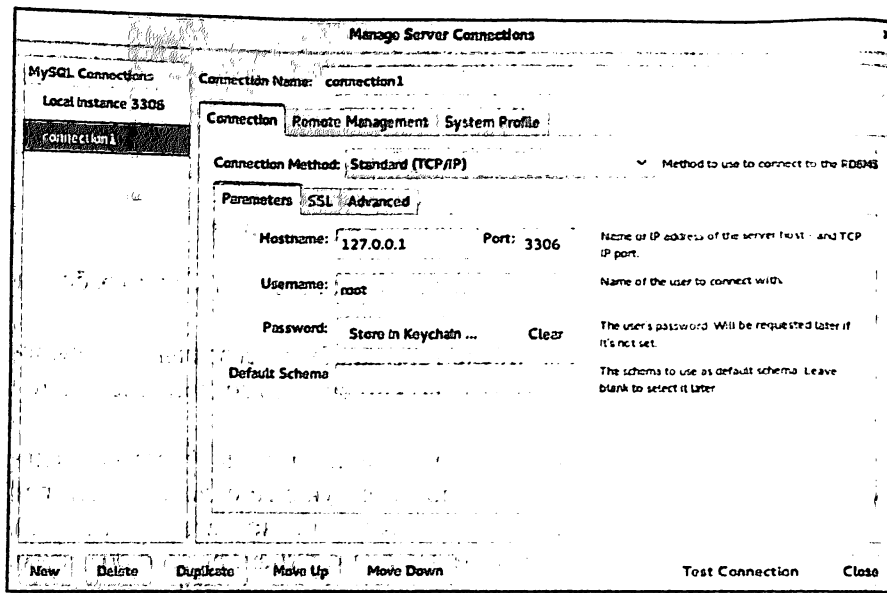 Manage Server Connections
MySQL Connections
Local Instance 3306
connection1
Connection Name: connection1
Connection Remote Management System Profile
Connection Method: Standard (TCP/IP) Method to use to connect to the RDBMS
Parameters SSL Advanced
Hostname: 127.0.0.1 Port: 3306 Name or IP address of the server host - and TCP
IP port.
Username: root Name of the user to connect with.
Password: Store in Keychain ... Clear The user's password. Will be requested later if
it's not set.
Default Schema The schema to use as default schema. Leave
blank to select it later
New Delete Duplicate Move Up Move Down Test Connection Close